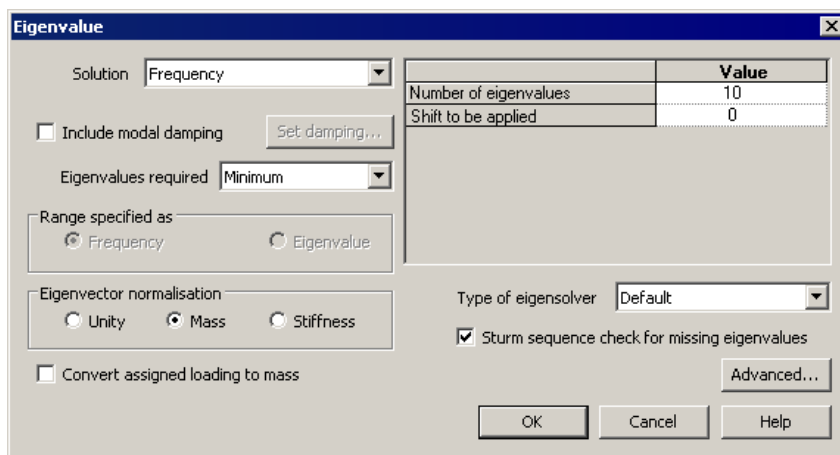 Eigenvalue
Solution Frequency
Include modal damping Set damping...
Eigenvalues required Minimum
Range specified as
Frequency Eigenvalue
Eigenvector normalisation
Unity Mass Stiffness
Convert assigned loading to mass
Value
Number of eigenvalues 10
Shift to be applied 0
Type of eigensolver Default
Sturm sequence check for missing eigenvalues
Advanced...
OK Cancel Help